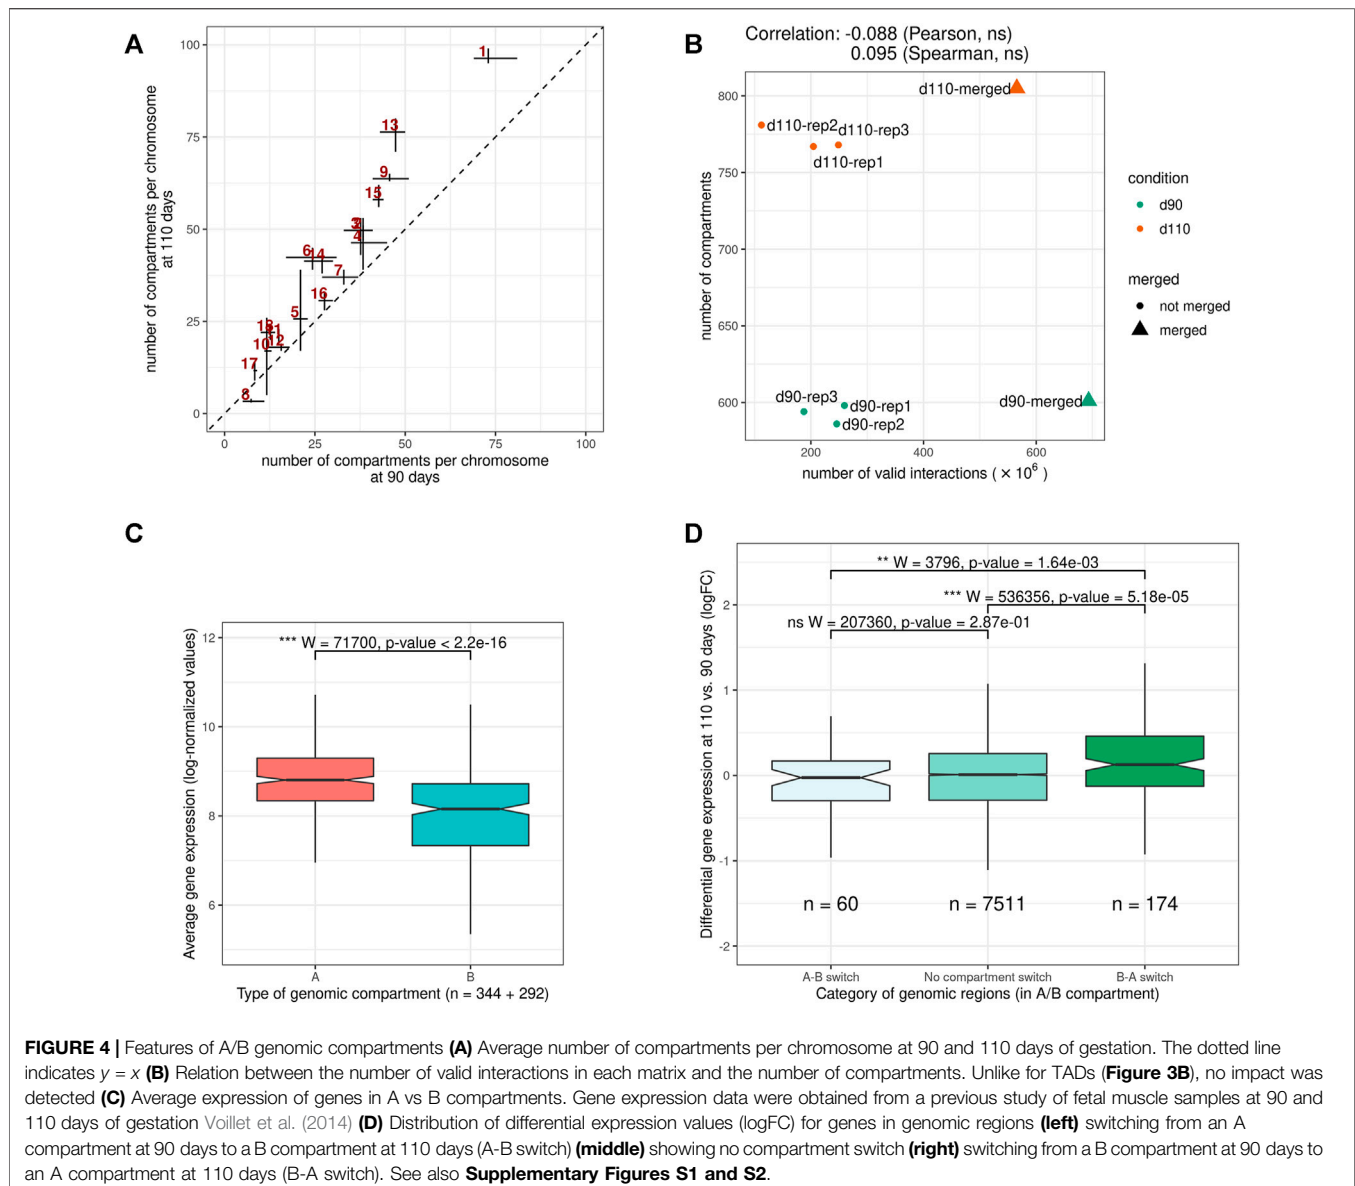 A
number of compartments per chromosome
at 110 days
100
75
50
25
0
1
13
9
15
3
2
4
6
14
7
16
5
18
11
12
10
17
8
0
25
50
75
100
number of compartments per chromosome
at 90 days
B
Correlation: -0.088 (Pearson, ns)
0.095 (Spearman, ns)
number of compartments
800
750
700
650
600
d110-merged
d110-rep2
d110-rep3
d110-rep1
d90-rep3
d90-rep1
d90-rep2
d90-merged
200
400
600
number of valid interactions ( × 10⁶ )
condition
d90
d110
merged
not merged
merged
C
Average gene expression (log-normalized values)
12
10
8
6
*** W = 71700, p-value < 2.2e-16
A
B
Type of genomic compartment (n = 344 + 292)
D
Differential gene expression at 110 vs. 90 days (logFC)
2
1
0
-1
-2
** W = 3796, p-value = 1.64e-03
*** W = 536356, p-value = 5.18e-05
ns W = 207360, p-value = 2.87e-01
n = 60
n = 7511
n = 174
A-B switch
No compartment switch
B-A switch
Category of genomic regions (in A/B compartment)
FIGURE 4 | Features of A/B genomic compartments (A) Average number of compartments per chromosome at 90 and 110 days of gestation. The dotted line
indicates y = x (B) Relation between the number of valid interactions in each matrix and the number of compartments. Unlike for TADs (Figure 3B), no impact was
detected (C) Average expression of genes in A vs B compartments. Gene expression data were obtained from a previous study of fetal muscle samples at 90 and
110 days of gestation Voillet et al. (2014) (D) Distribution of differential expression values (logFC) for genes in genomic regions (left) switching from an A
compartment at 90 days to a B compartment at 110 days (A-B switch) (middle) showing no compartment switch (right) switching from a B compartment at 90 days to
an A compartment at 110 days (B-A switch). See also Supplementary Figures S1 and S2.